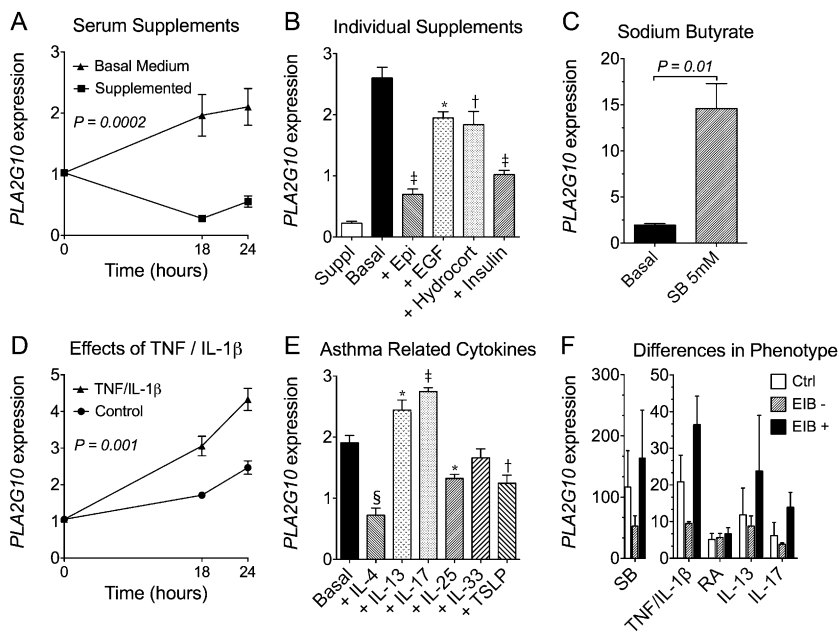 A Serum Supplements
PLA2G10 expression
3
2
1
0
Basal Medium
Supplemented
P = 0.0002
0 18 24
Time (hours)
B Individual Supplements
PLA2G10 expression
3
2
1
0
‡ * † ‡
Suppl
Basal
+ Epi
+ EGF
+ Hydrocort
+ Insulin
C Sodium Butyrate
PLA2G10 expression
20
15
10
5
0
P = 0.01
Basal
SB 5mM
D Effects of TNF / IL-1β
PLA2G10 expression
5
4
3
2
1
0
TNF/IL-1β
Control
P = 0.001
0 18 24
Time (hours)
E Asthma Related Cytokines
PLA2G10 expression
3
2
1
0
§ * ‡ * †
Basal
+ IL-4
+ IL-13
+ IL-17
+ IL-25
+ IL-33
+ TSLP
F Differences in Phenotype
PLA2G10 expression
300
200
100
0
50
40
30
20
10
0
Ctrl
EIB -
EIB +
SB
TNF/IL-1β
RA
IL-13
IL-17